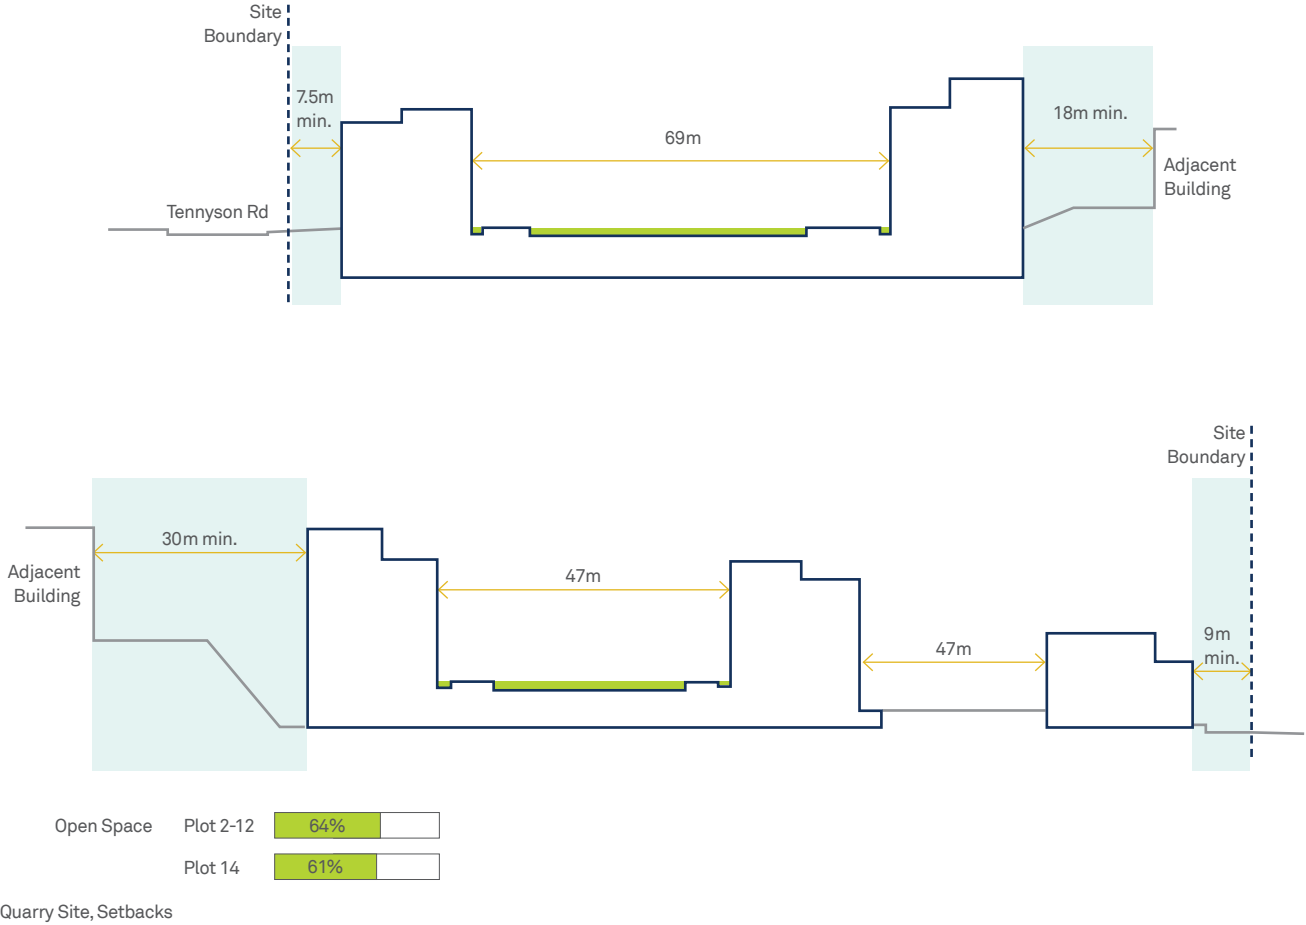 Site
Boundary
7.5m
min.
69m
18m min.
Adjacent
Building
Tennyson Rd
Site
Boundary
30m min.
Adjacent
Building
47m
47m
9m
min.
Open Space
Plot 2-12
64%
Plot 14
61%
Quarry Site, Setbacks